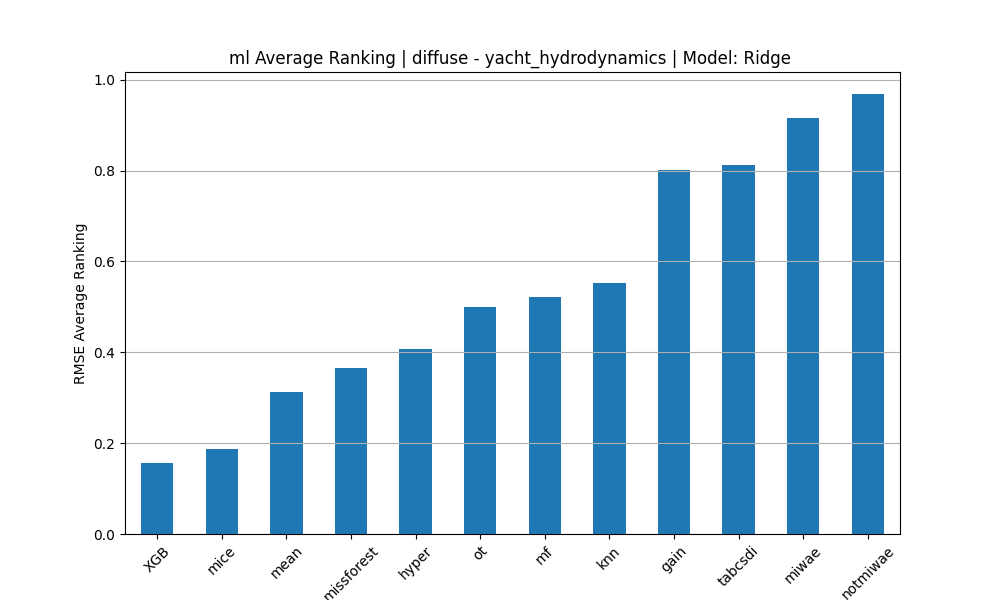 ml Average Ranking | diffuse - yacht_hydrodynamics | Model: Ridge
RMSE Average Ranking
1.0
0.8
0.6
0.4
0.2
0.0
XGB
mice
mean
missforest
hyper
ot
mf
knn
gain
tabcsdi
miwae
notmiwae